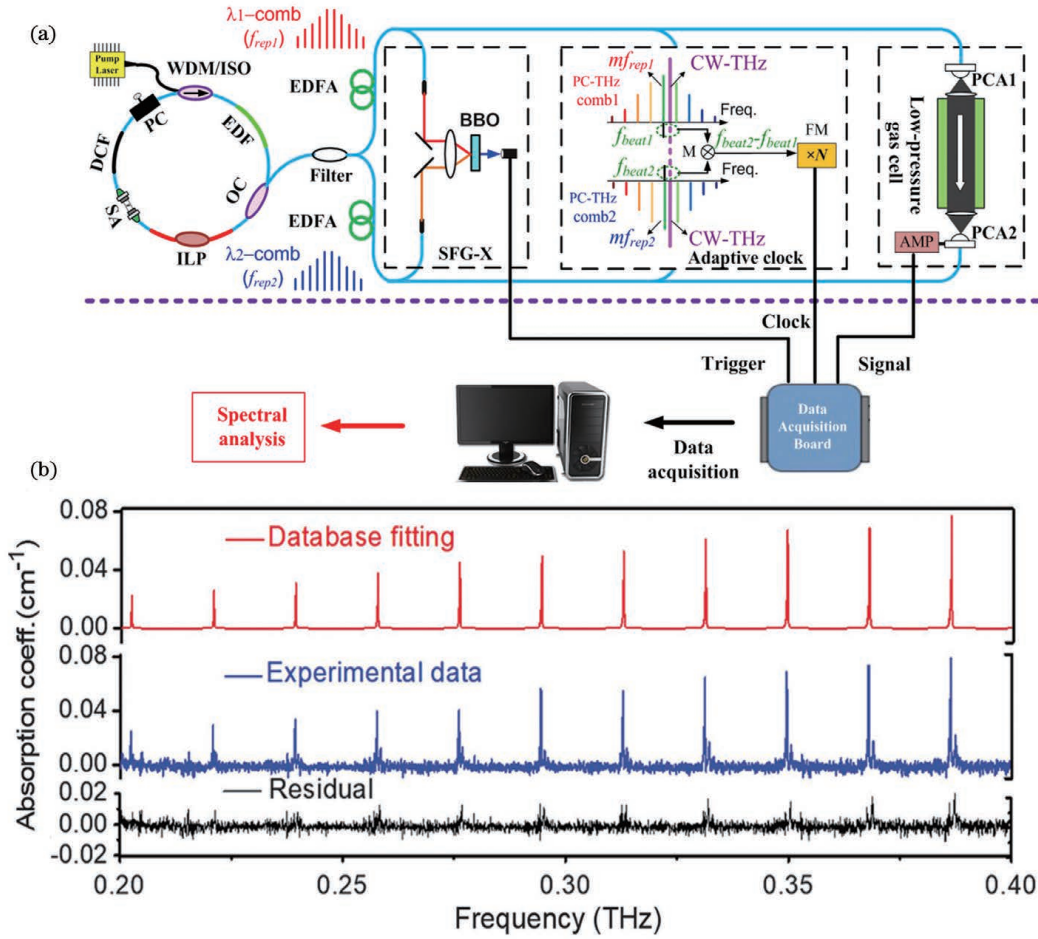 (a)
λ1-comb
(frep1)
Pump
Laser
WDM/ISO
PC
EDF
DCF
SA
ILP
OC
Filter
EDFA
EDFA
λ2-comb
(frep2)
BBO
SFG-X
mfrep1
CW-THz
PC-THz
comb1
Freq.
fbeat1
M
fbeat2-fbeat1
FM
×N
fbeat2
Freq.
PC-THz
comb2
mfrep2
CW-THz
Adaptive clock
PCA1
Low-pressure
gas cell
PCA2
AMP
Clock
Trigger
Signal
Data
Acquisition
Board
Data
acquisition
Spectral
analysis
(b)
Absorption coeff. (cm⁻¹)
0.08
0.04
0.00
Database fitting
0.08
0.04
0.00
Experimental data
0.02
0.00
-0.02
Residual
0.20 0.25 0.30 0.35 0.40
Frequency (THz)